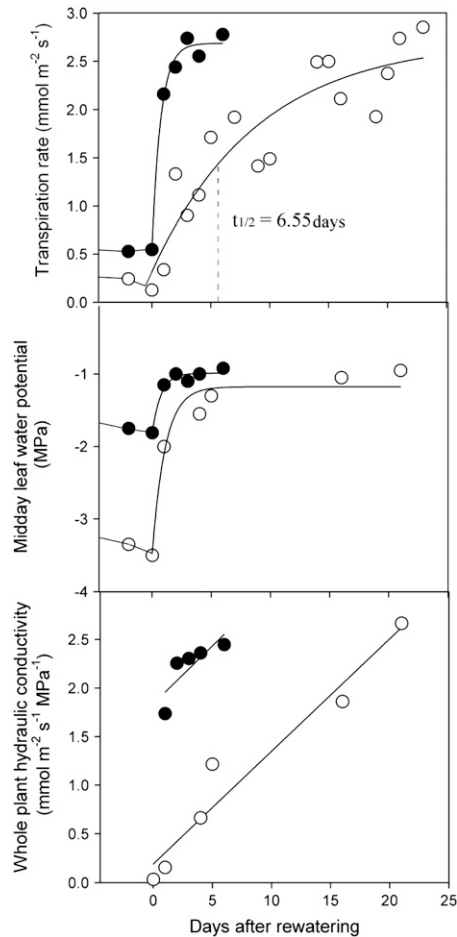 Transpiration rate (mmol m-2 s-1)
3.0
2.5
2.0
1.5
1.0
0.5
0.0
t1/2 = 6.55days
Midday leaf water potential
(MPa)
-1
-2
-3
-4
Whole plant hydraulic conductivity
(mmol m-2 s-1 MPa-1)
2.5
2.0
1.5
1.0
0.5
0.0
0 5 10 15 20 25
Days after rewatering